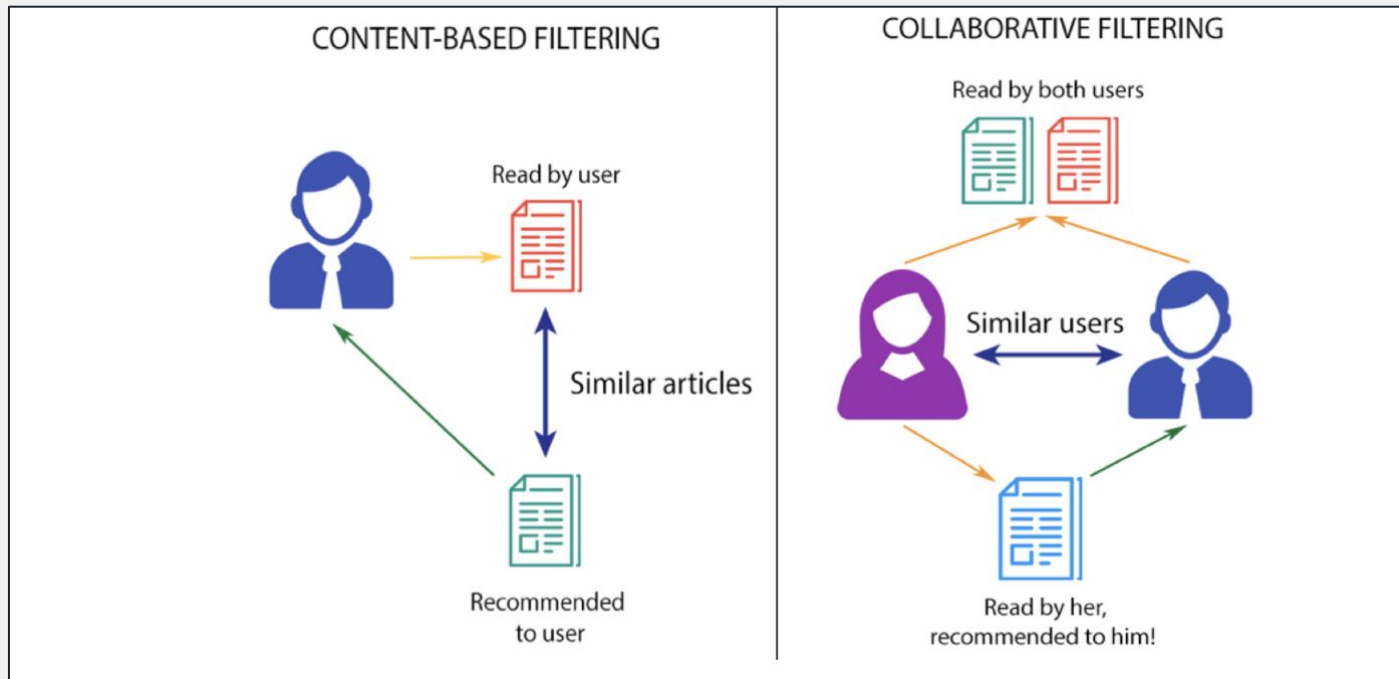 CONTENT-BASED FILTERING
Read by user
Similar articles
Recommended
to user
COLLABORATIVE FILTERING
Read by both users
Similar users
Read by her,
recommended to him!